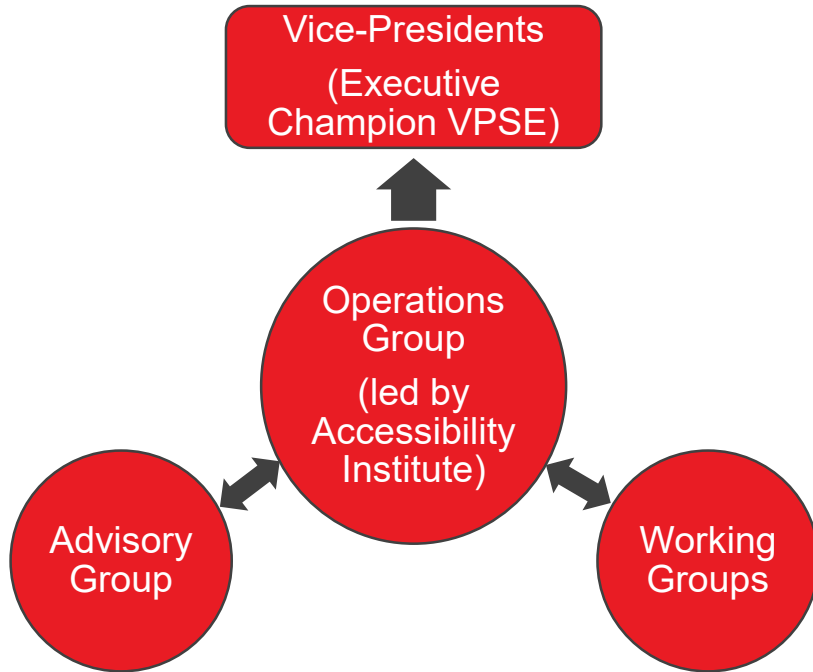 Vice-Presidents
(Executive
Champion VPSE)
Operations
Group
(led by
Accessibility
Institute)
Advisory
Group
Working
Groups